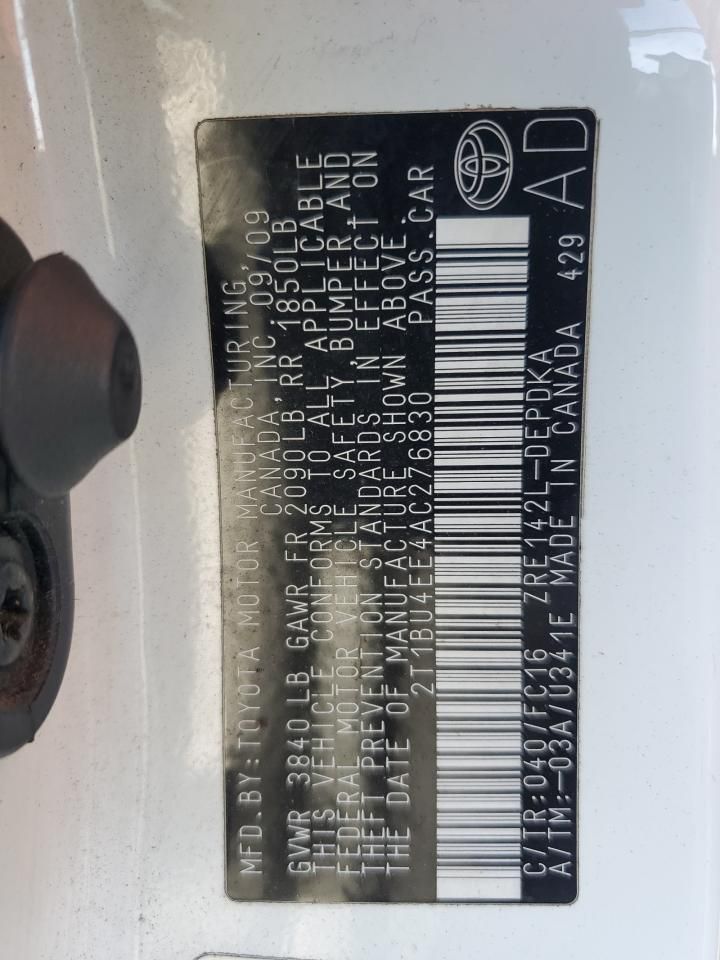 MFD.BY:TOYOTA MOTOR MANUFACTURING,
CANADA, INC. 09/09
GVWR 3840 LB GAWR FR 2090LB, RR 1850LB
THIS VEHICLE CONFORMS TO ALL APPLICABLE
FEDERAL MOTOR VEHICLE SAFETY, BUMPER, AND
THEFT PREVENTION STANDARDS IN EFFECT ON
THE DATE OF MANUFACTURE SHOWN ABOVE.
2T1BU4EE4AC276830 PASS.CAR
C/TR:040/FC16 ZRE142L-DEPDKA
A/TM:-03A/U341E MADE IN CANADA 429
AD